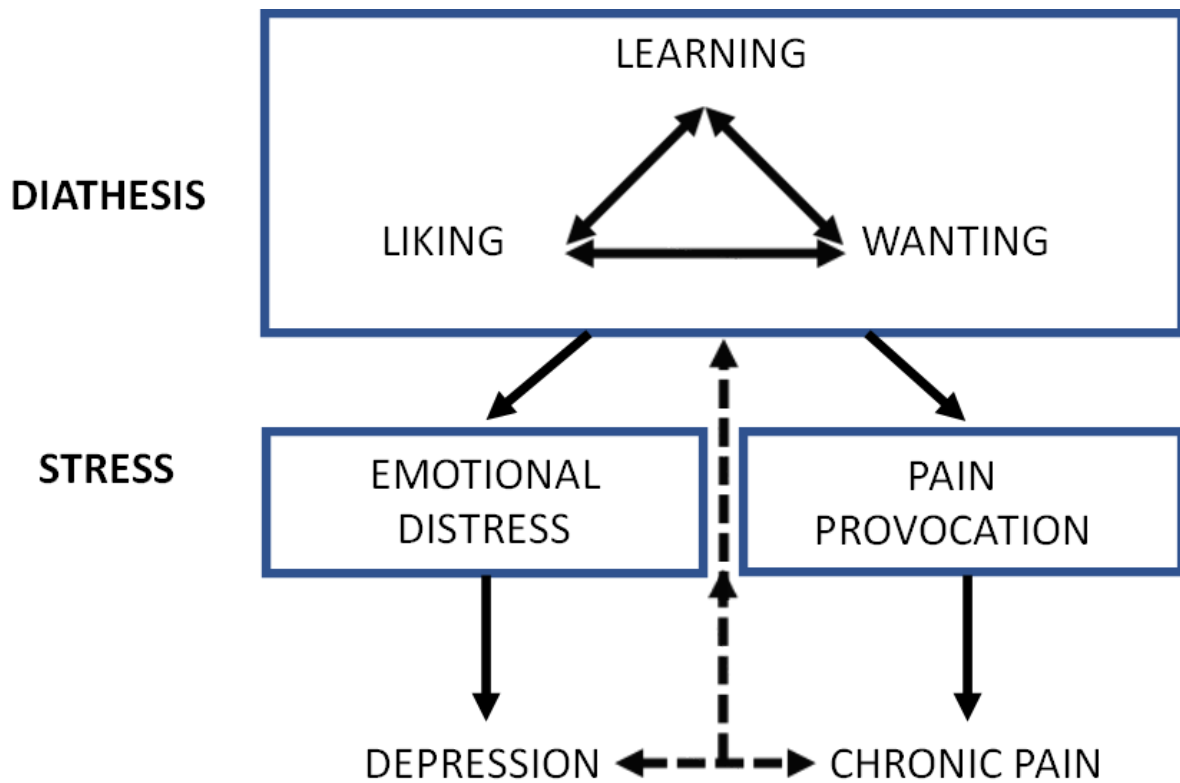 LEARNING
DIATHESIS
LIKING
WANTING
STRESS
EMOTIONAL
DISTRESS
PAIN
PROVOCATION
DEPRESSION
CHRONIC PAIN